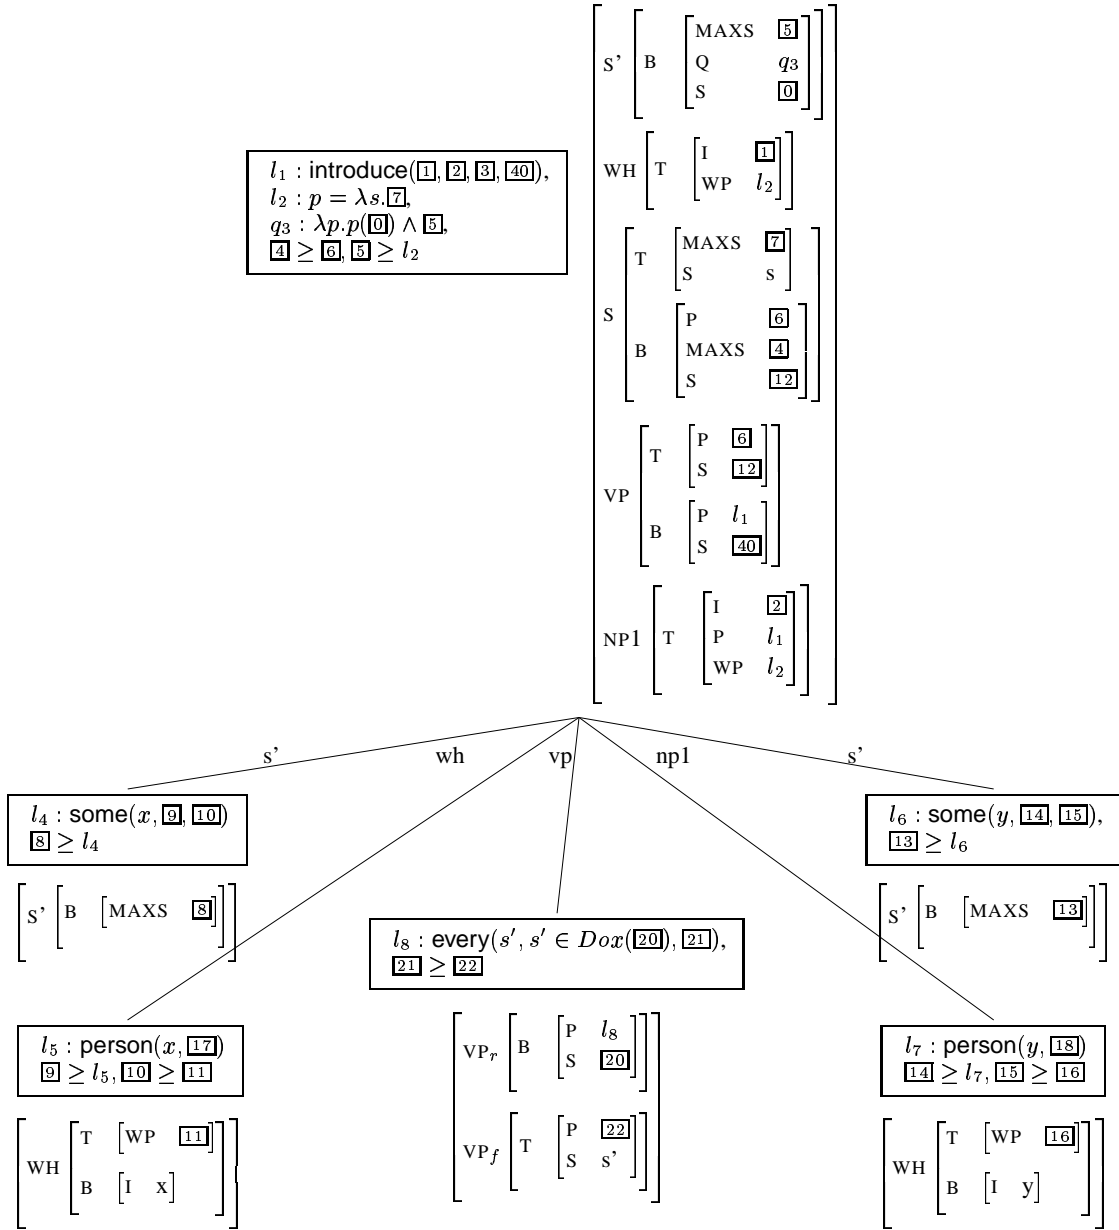 S’ B MAXS 5
Q q3
S 0
WH T I 1
WP l2
l1 : introduce(1, 2, 3, 40),
l2 : p = λs.7,
q3 : λp.p(0) ∧ 5,
4 ≥ 6, 5 ≥ l2
S T MAXS 7
S s
B P 6
MAXS 4
S 12
VP T P 6
S 12
B P l1
S 40
NP1 T I 2
P l1
WP l2
s’ wh vp np1 s’
l4 : some(x, 9, 10)
8 ≥ l4
S’ B MAXS 8
l6 : some(y, 14, 15),
13 ≥ l6
S’ B MAXS 13
l8 : every(s′, s′ ∈ Dox(20), 21),
21 ≥ 22
VPr B P l8
S 20
VPf T P 22
S s’
l5 : person(x, 17)
9 ≥ l5, 10 ≥ 11
WH T WP 11
B I x
l7 : person(y, 18)
14 ≥ l7, 15 ≥ 16
WH T WP 16
B I y